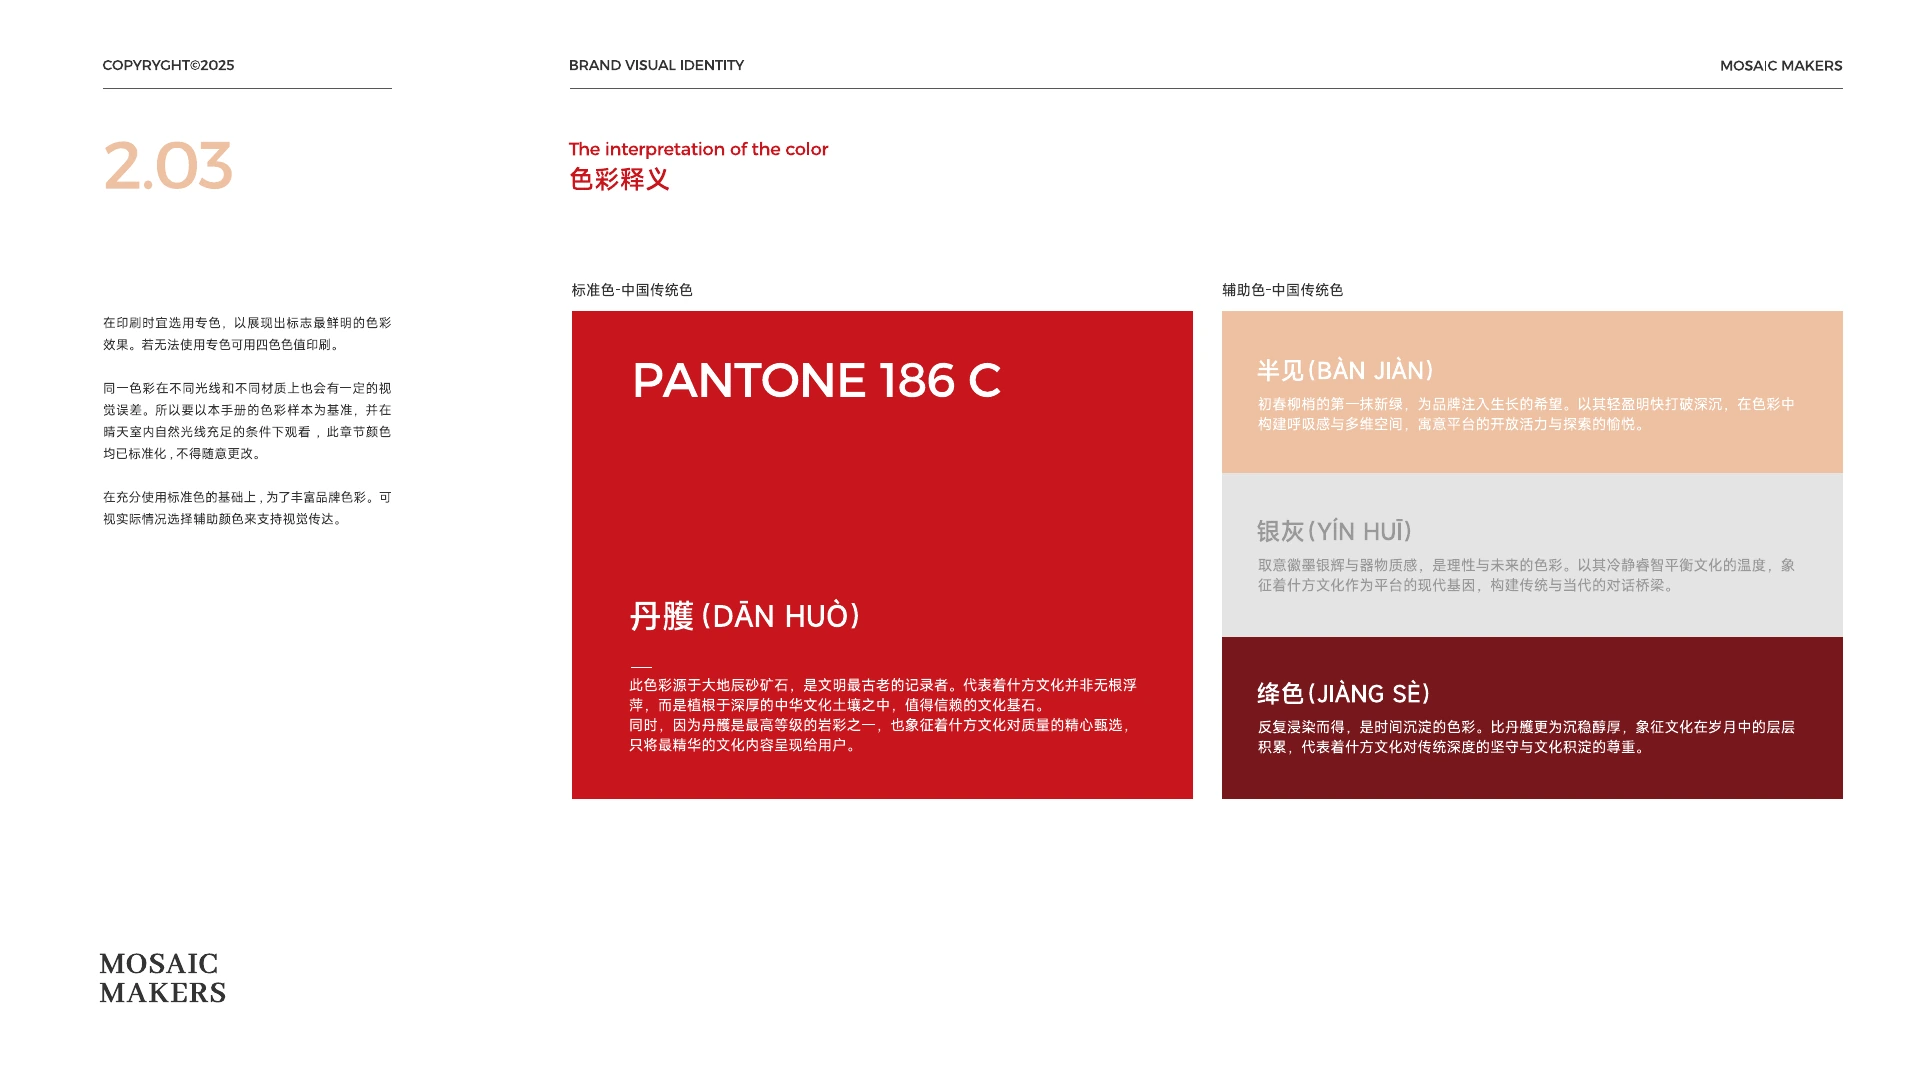 COPYRYGHT©2025
BRAND VISUAL IDENTITY
MOSAIC MAKERS
2.03
The interpretation of the color
色彩释义
在印刷时宜选用专色，以展现出标志最鲜明的色彩
效果。若无法使用专色可用四色色值印刷。
同一色彩在不同光线和不同材质上也会有一定的视
觉误差。所以要以本手册的色彩样本为基准，并在
晴天室内自然光线充足的条件下观看，此章节颜色
均已标准化，不得随意更改。
在充分使用标准色的基础上，为了丰富品牌色彩。可
视实际情况选择辅助颜色来支持视觉传达。
标准色-中国传统色
PANTONE 186 C
丹雘（DĀN HUÒ）
此色彩源于大地辰砂矿石，是文明最古老的记录者。代表着什方文化并非无根浮
萍，而是植根于深厚的中华文化土壤之中，值得信赖的文化基石。
同时，因为丹雘是最高等级的岩彩之一，也象征着什方文化对质量的精心甄选，
只将最精华的文化内容呈现给用户。
辅助色-中国传统色
半见（BÀN JIÀN）
初春柳梢的第一抹新绿，为品牌注入生长的希望。以其轻盈明快打破深沉，在色彩中
构建呼吸感与多维空间，寓意平台的开放活力与探索的愉悦。
银灰（YÍN HUĪ）
取意徽墨银辉与器物质感，是理性与未来的色彩。以其冷静睿智平衡文化的温度，象
征着什方文化作为平台的现代基因，构建传统与当代的对话桥梁。
绛色（JIÀNG SÈ）
反复浸染而得，是时间沉淀的色彩。比丹雘更为沉稳醇厚，象征文化在岁月中的层层
积累，代表着什方文化对传统深度的坚守与文化积淀的尊重。
MOSAIC
MAKERS